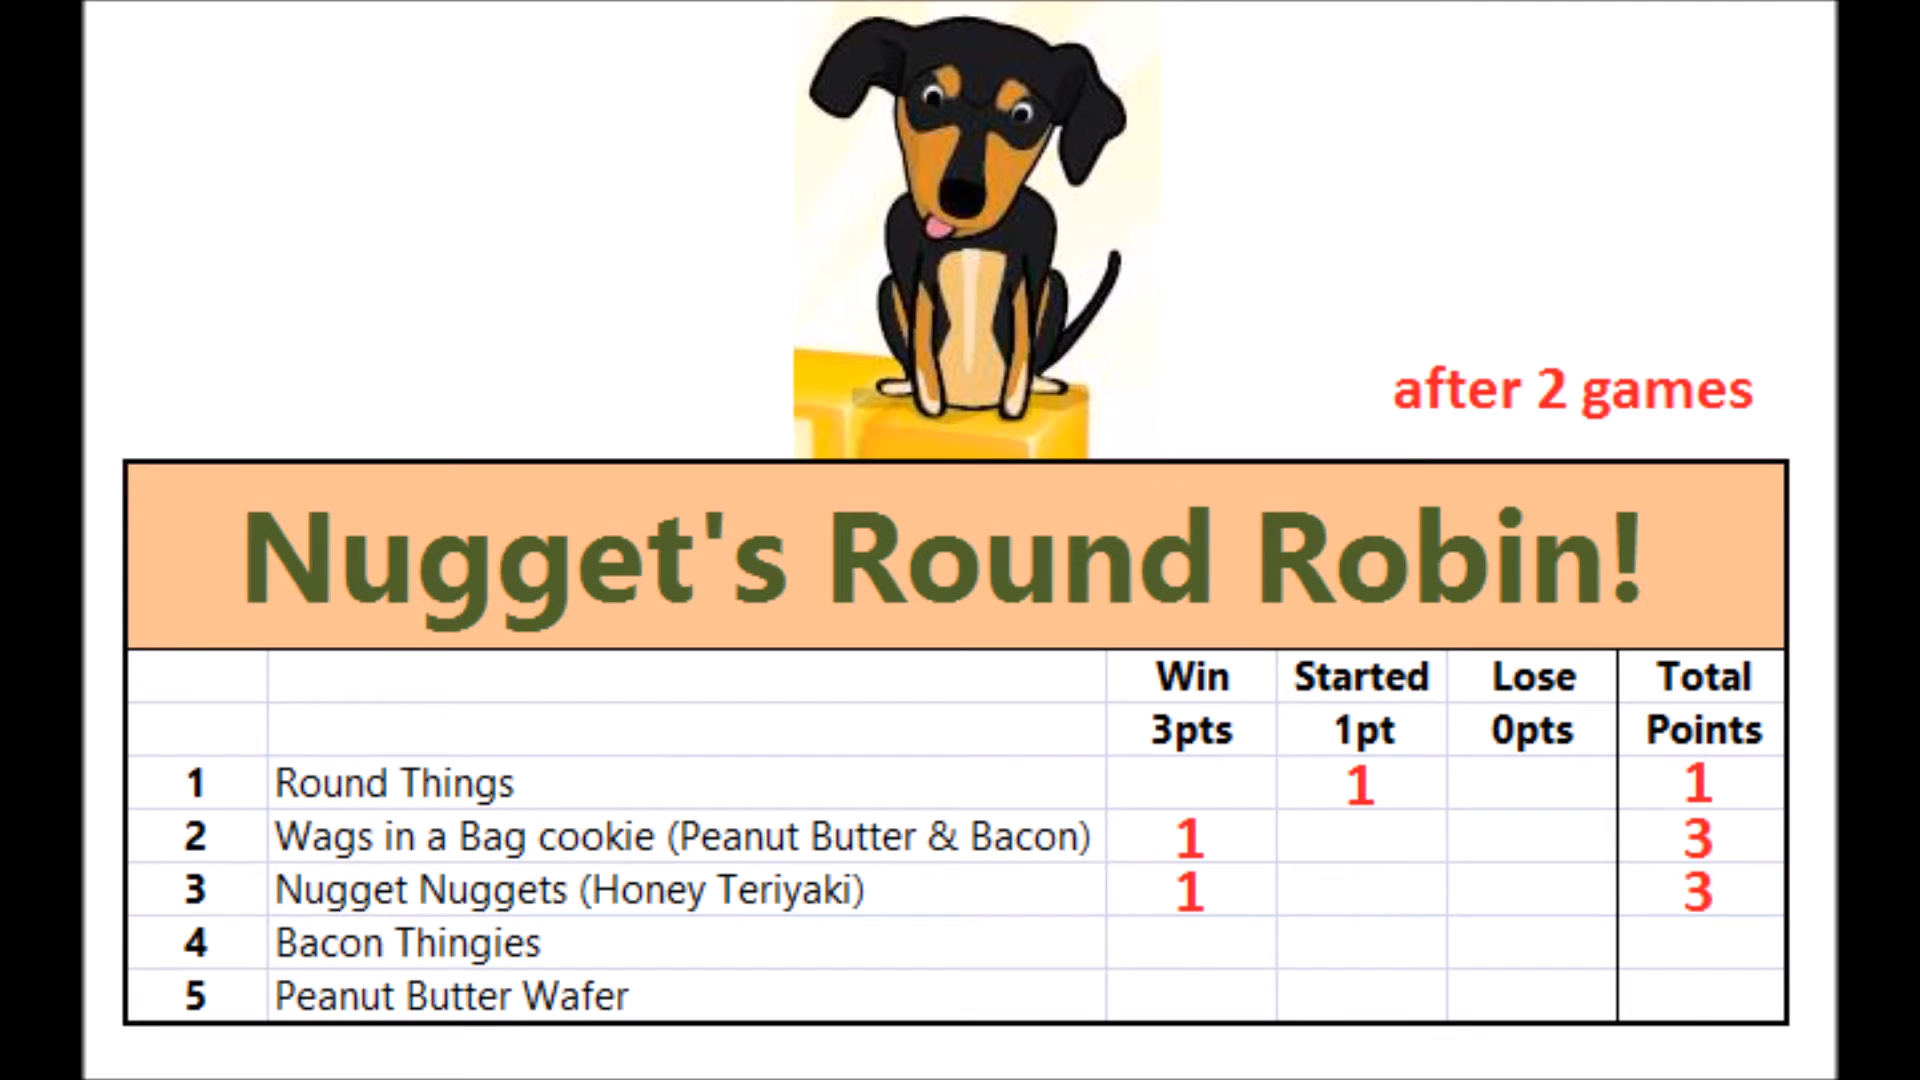 after 2 games
Nugget's Round Robin!
Win Started Lose Total
3pts 1pt 0pts Points
1 Round Things 1 1
2 Wags in a Bag cookie (Peanut Butter & Bacon) 1 3
3 Nugget Nuggets (Honey Teriyaki) 1 3
4 Bacon Thingies
5 Peanut Butter Wafer